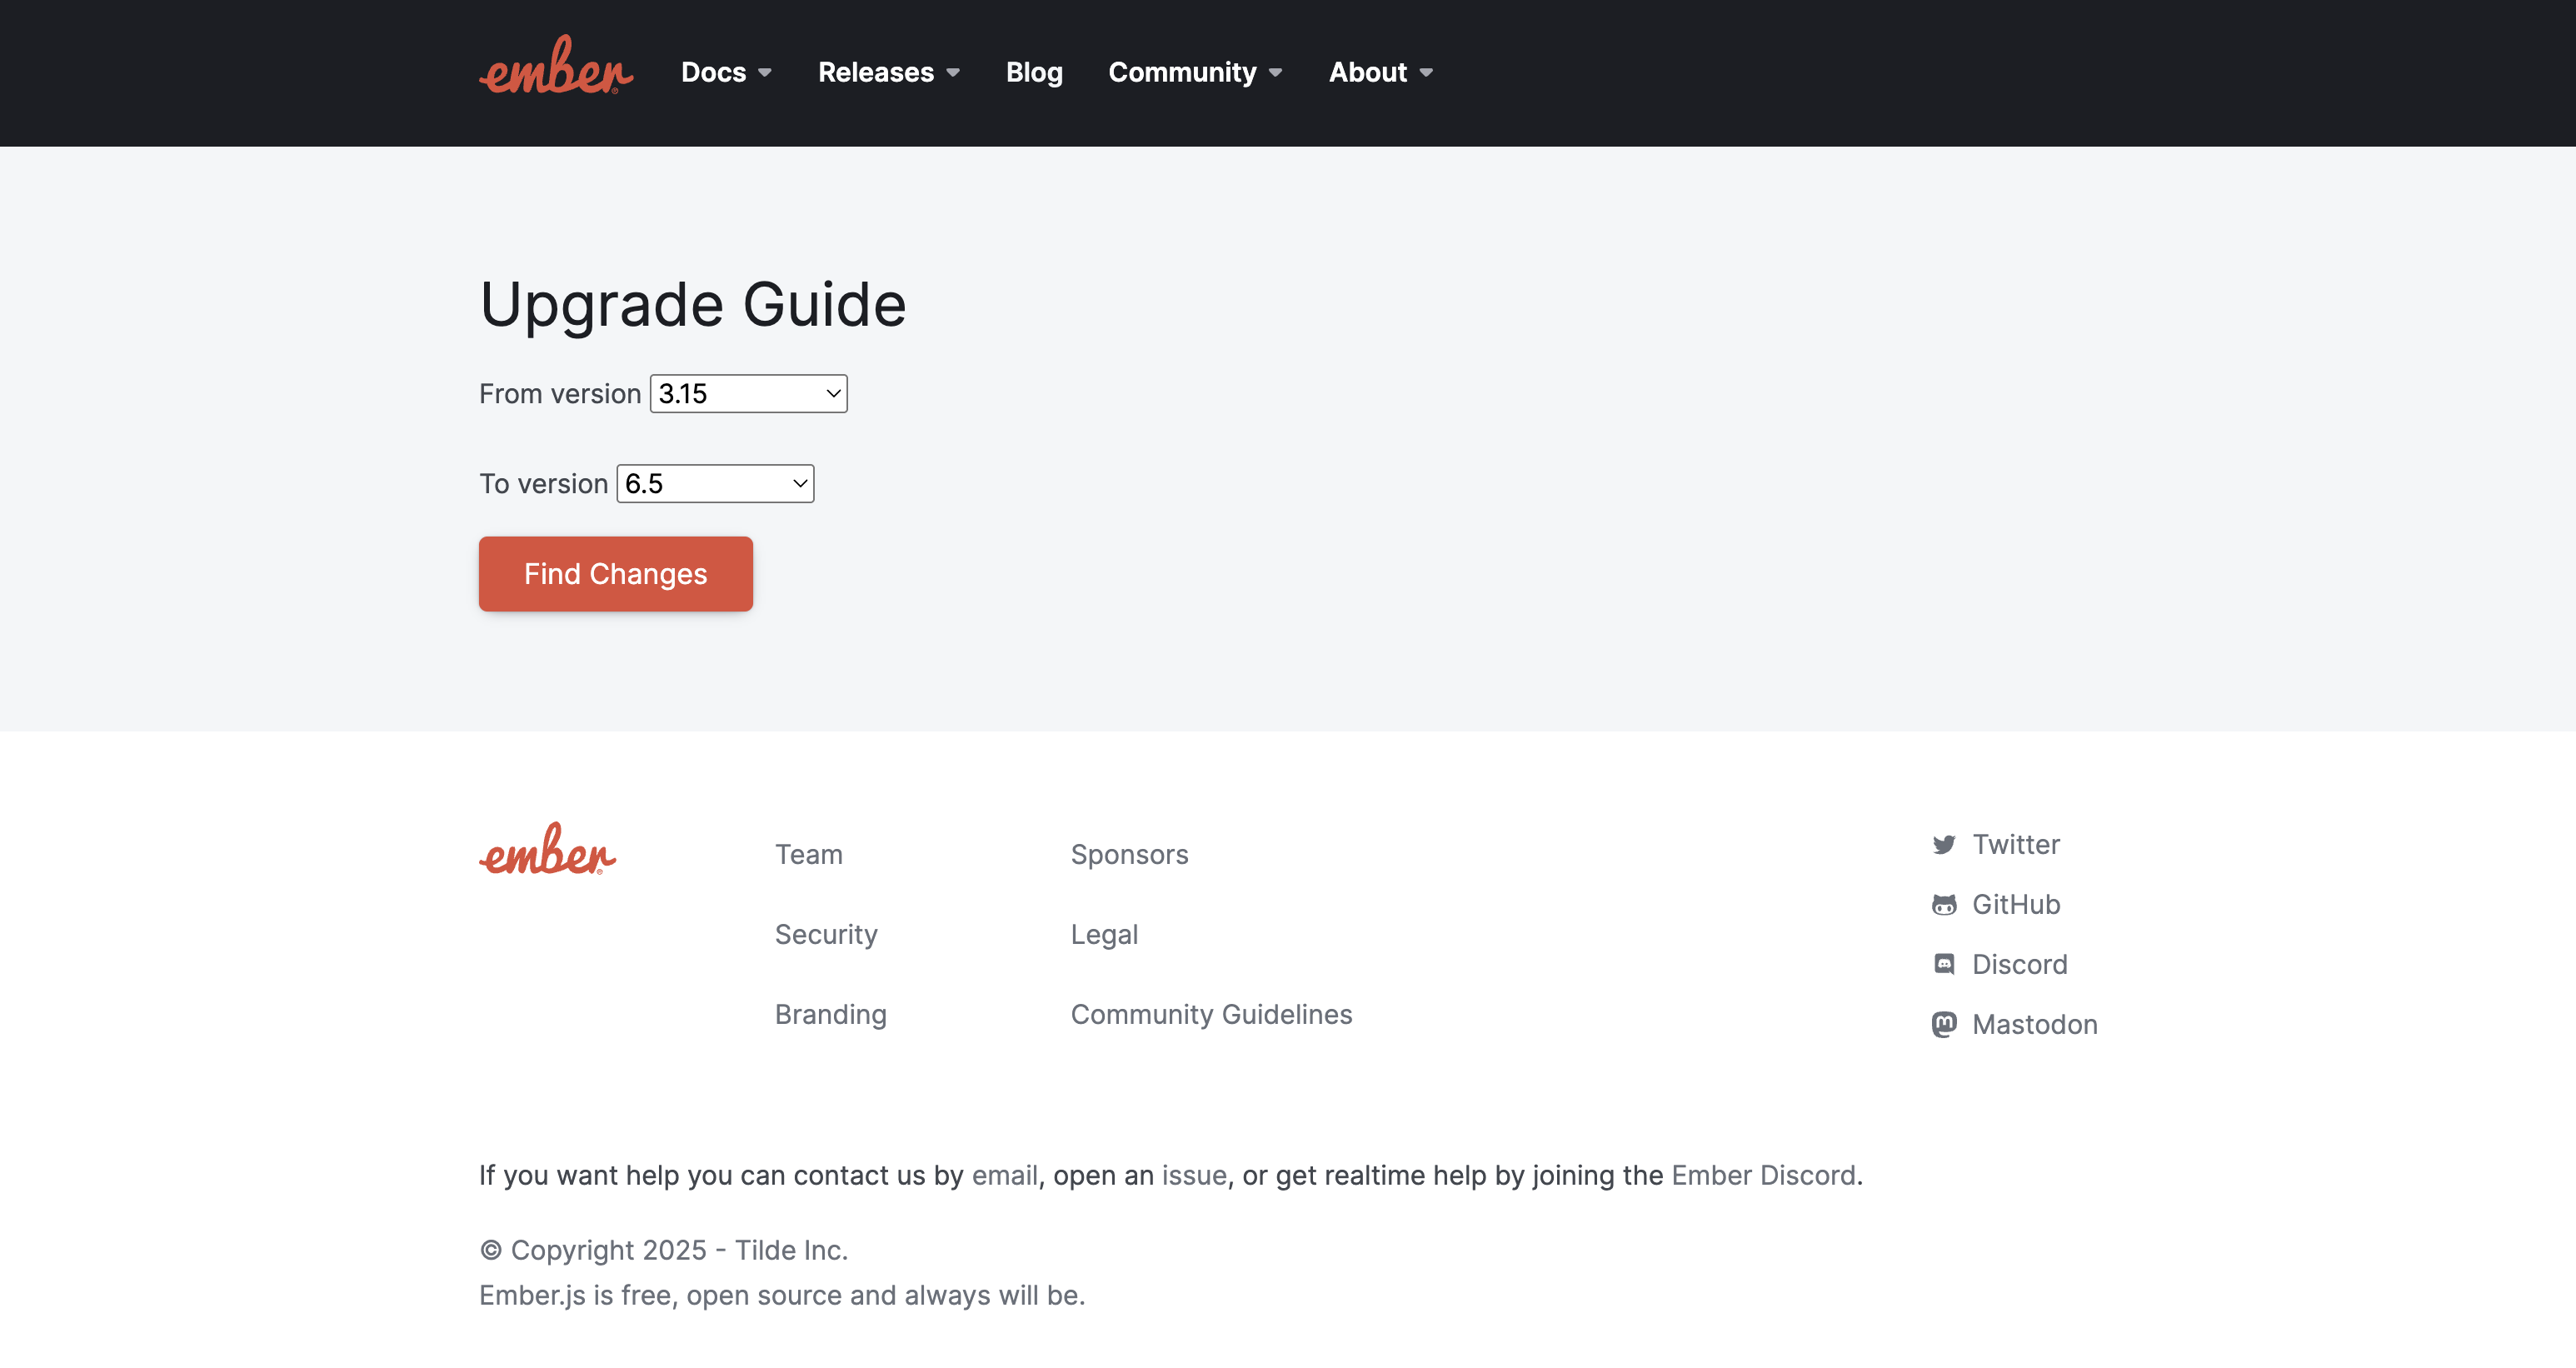 ember
Docs Releases Blog Community About
Upgrade Guide
From version 3.15
To version 6.5
Find Changes
ember
Team
Security
Branding
Sponsors
Legal
Community Guidelines
Twitter
GitHub
Discord
Mastodon
If you want help you can contact us by email, open an issue, or get realtime help by joining the Ember Discord.
© Copyright 2025 - Tilde Inc.
Ember.js is free, open source and always will be.